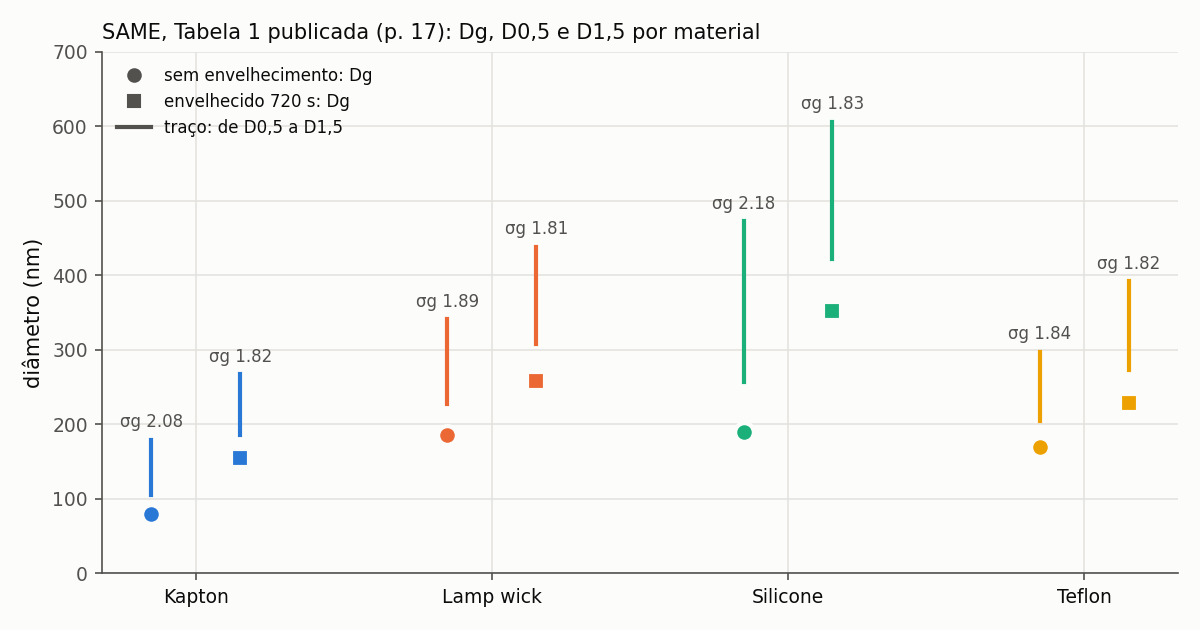 SAME, Tabela 1 publicada (p. 17): Dg, D0,5 e D1,5 por material
sem envelhecimento: Dg
envelhecido 720 s: Dg
traço: de D0,5 a D1,5
diâmetro (nm)
700
600
500
400
300
200
100
0
σg 2.08
σg 1.82
σg 1.89
σg 1.81
σg 2.18
σg 1.83
σg 1.84
σg 1.82
Kapton
Lamp wick
Silicone
Teflon